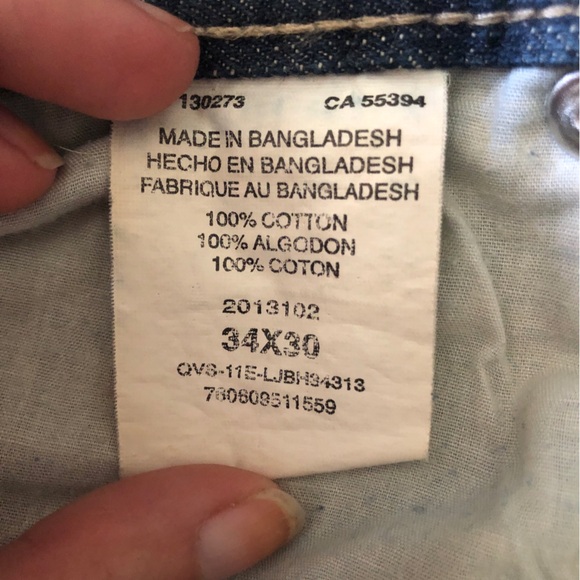 130273 CA 55394
MADE IN BANGLADESH
HECHO EN BANGLADESH
FABRIQUE AU BANGLADESH
100% COTTON
100% ALGODON
100% COTON
2013102
34X30
QVS-11E-LJBH34313
760609511559